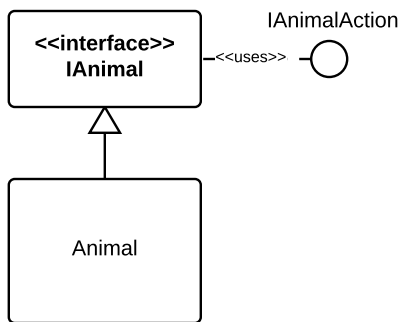 <<interface>>
IAnimal
IAnimalAction
<<uses>>
Animal